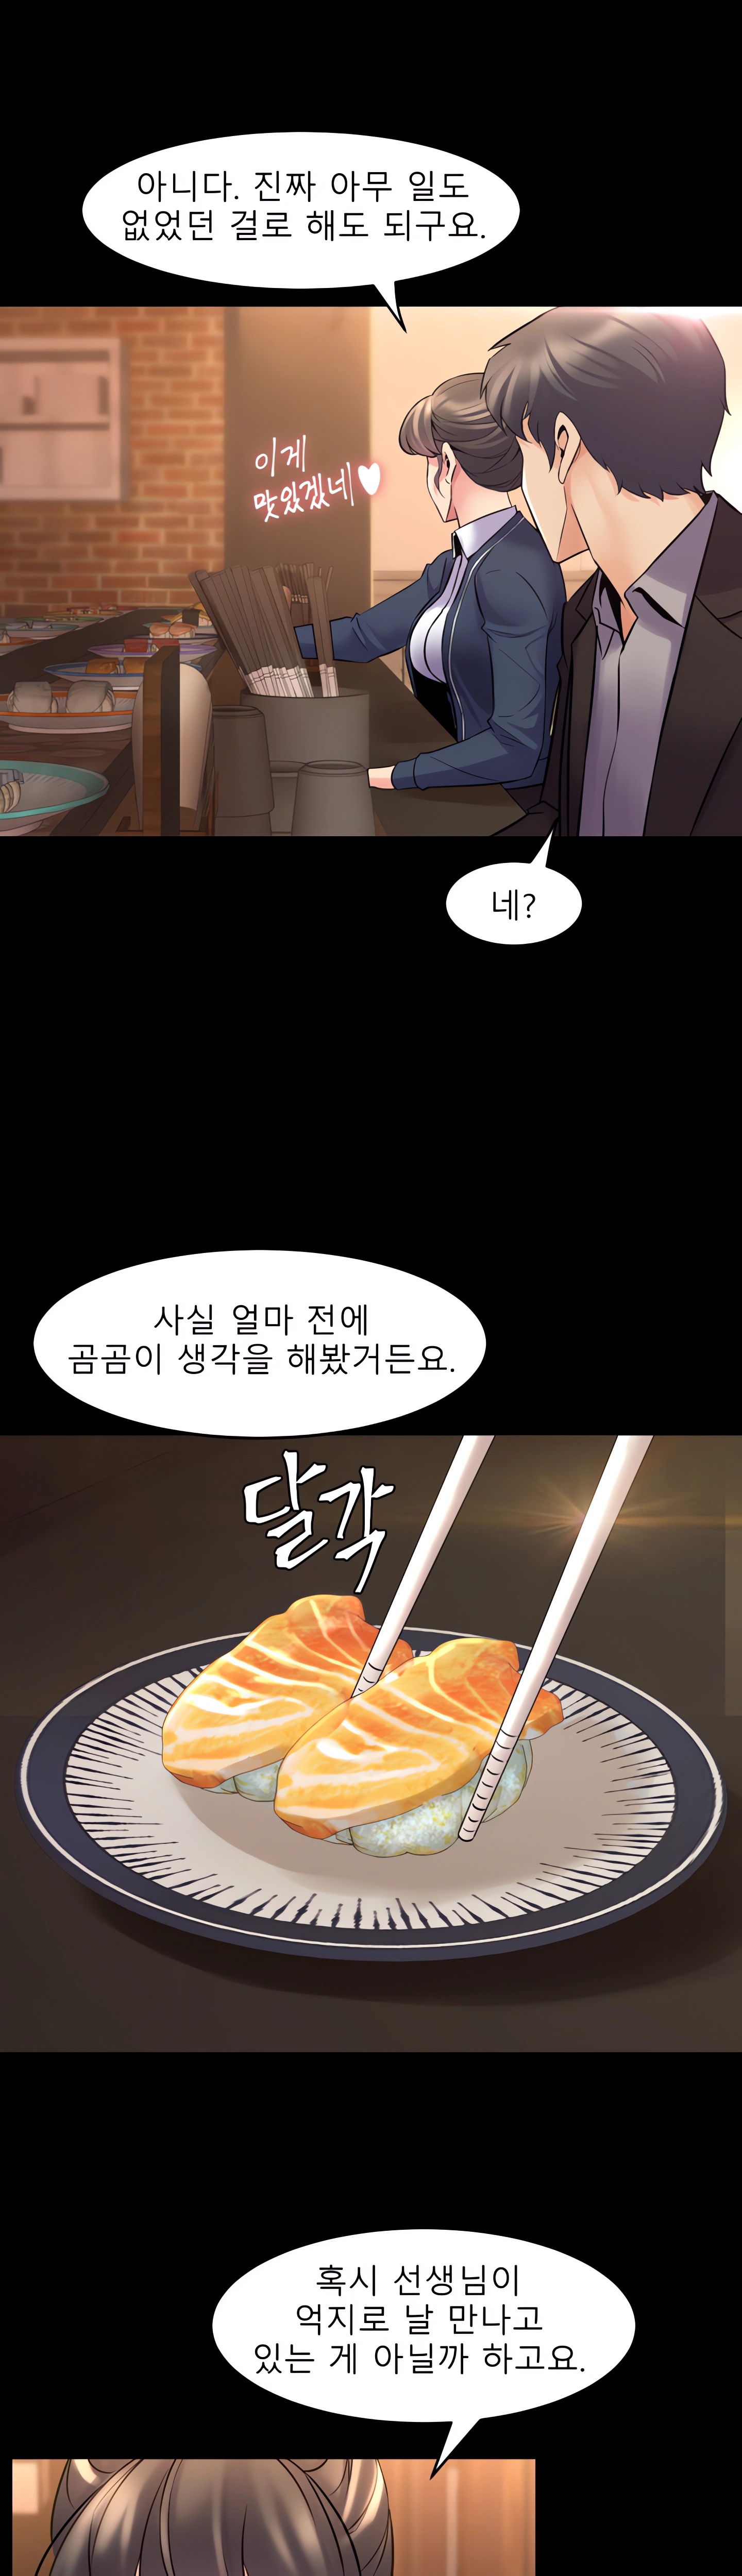 아니다. 진짜 아무 일도
없었던 걸로 해도 되구요.
이게
맛있겠네♥
네?
사실 얼마 전에
곰곰이 생각을 해봤거든요.
달각
혹시 선생님이
억지로 날 만나고
있는 게 아닐까 하고요.